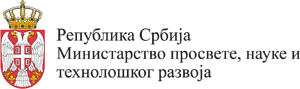 Република Србија
Министарство просвете, науке и
технолошког развоја